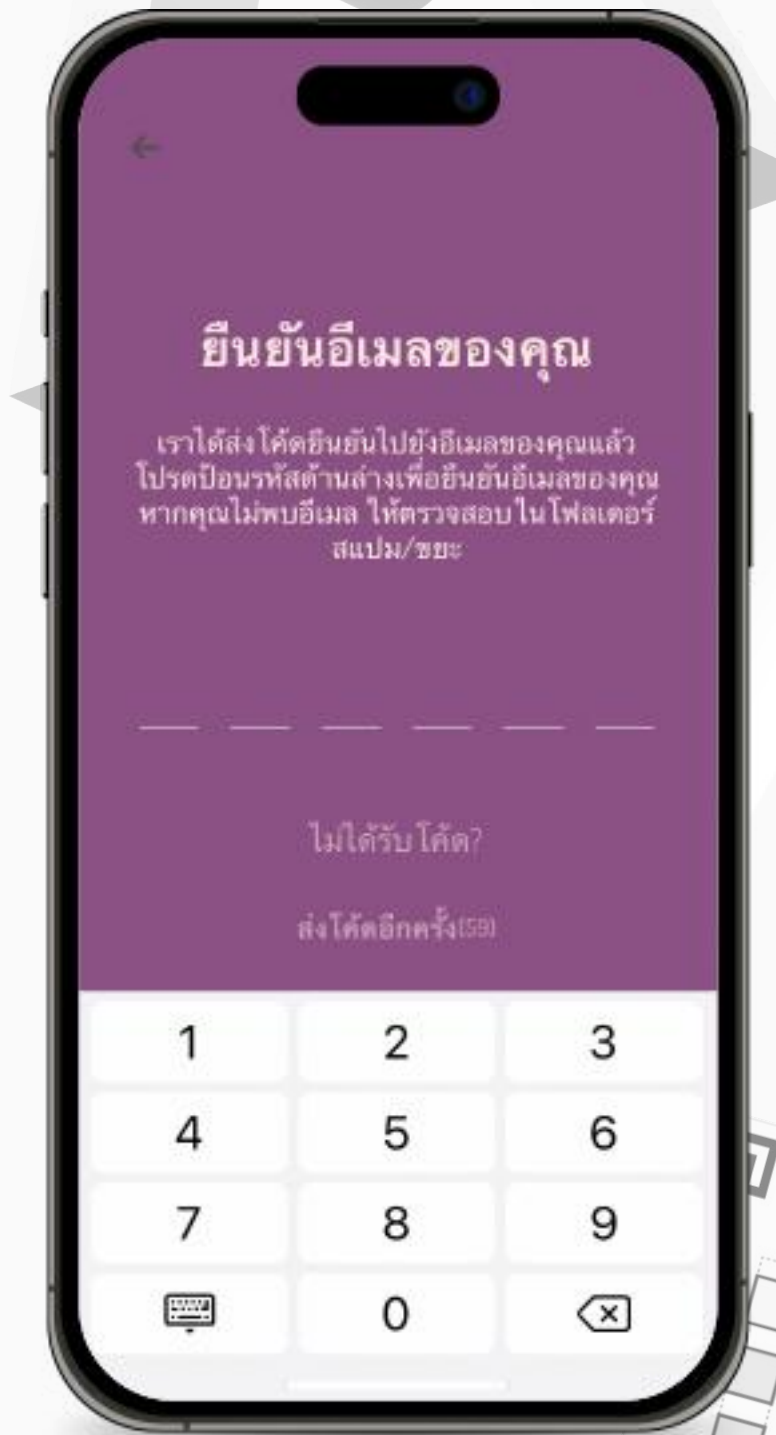 ยืนยันอีเมลของคุณ
เราได้ส่งโค้ดยืนยันไปยังอีเมลของคุณแล้ว
โปรดป้อนรหัสด้านล่างเพื่อยืนยันอีเมลของคุณ
หากคุณไม่พบอีเมล ให้ตรวจสอบในโฟลเดอร์
สแปม/ขยะ
ไม่ได้รับโค้ด?
ส่งโค้ดอีกครั้ง(59)
1 2 3
4 5 6
7 8 9
0